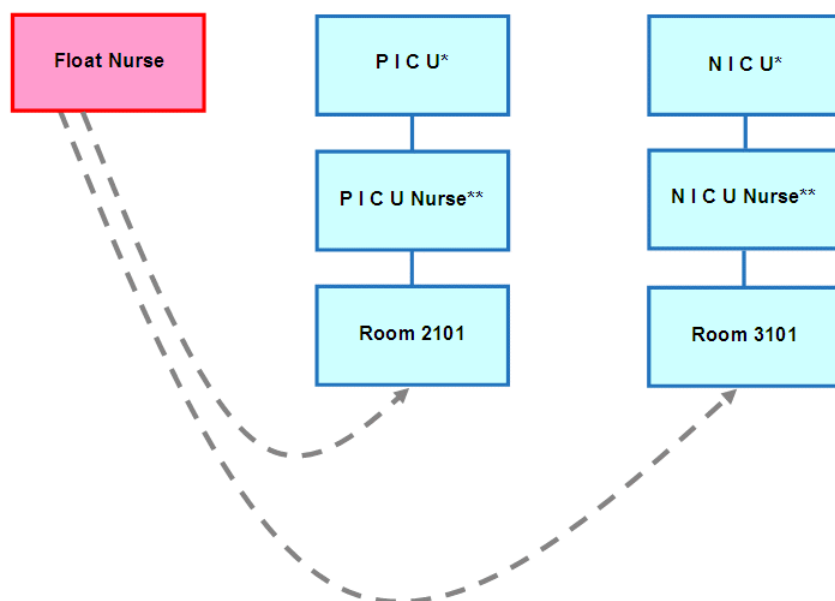 Float Nurse
P I C U*
N I C U*
P I C U Nurse**
N I C U Nurse**
Room 2101
Room 3101